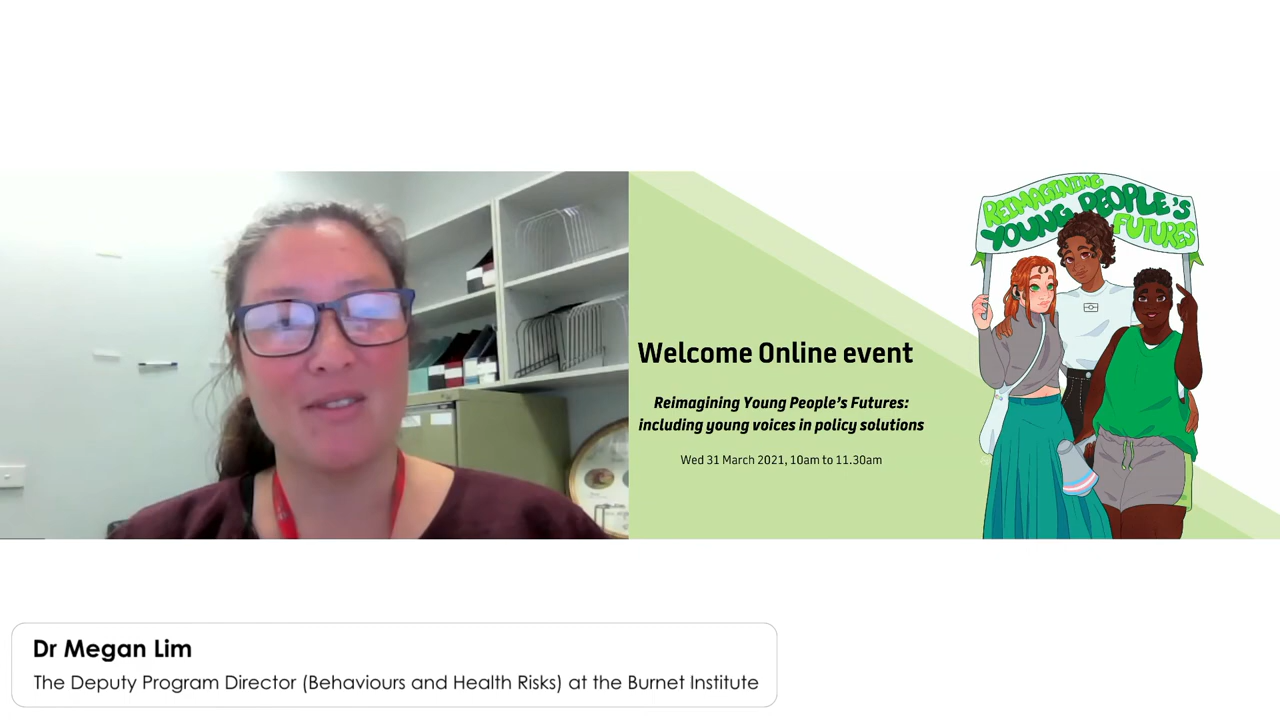 REIMAGINING
YOUNG PEOPLE'S
FUTURES
Welcome Online event
Reimagining Young People's Futures:
including young voices in policy solutions
Wed 31 March 2021, 10am to 11.30am
Dr Megan Lim
The Deputy Program Director (Behaviours and Health Risks) at the Burnet Institute